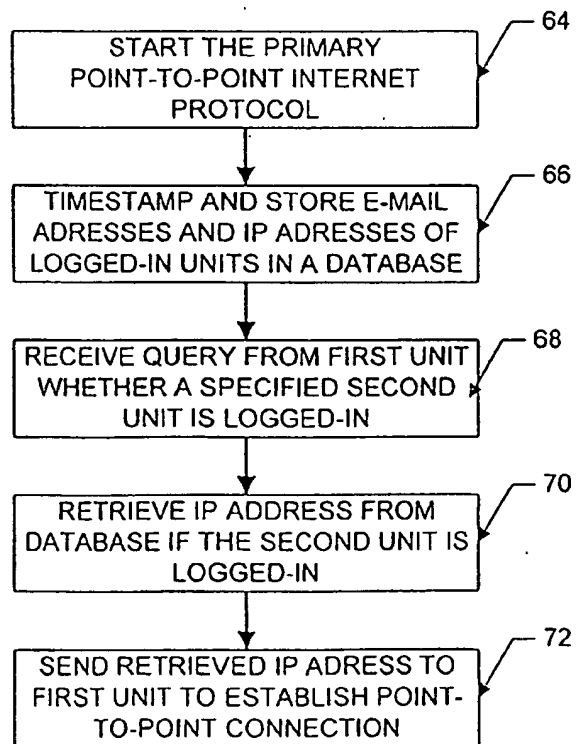 64
START THE PRIMARY
POINT-TO-POINT INTERNET
PROTOCOL
66
TIMESTAMP AND STORE E-MAIL
ADRESSES AND IP ADRESSES OF
LOGGED-IN UNITS IN A DATABASE
68
RECEIVE QUERY FROM FIRST UNIT
WHETHER A SPECIFIED SECOND
UNIT IS LOGGED-IN
70
RETRIEVE IP ADDRESS FROM
DATABASE IF THE SECOND UNIT IS
LOGGED-IN
72
SEND RETRIEVED IP ADRESS TO
FIRST UNIT TO ESTABLISH POINT-
TO-POINT CONNECTION